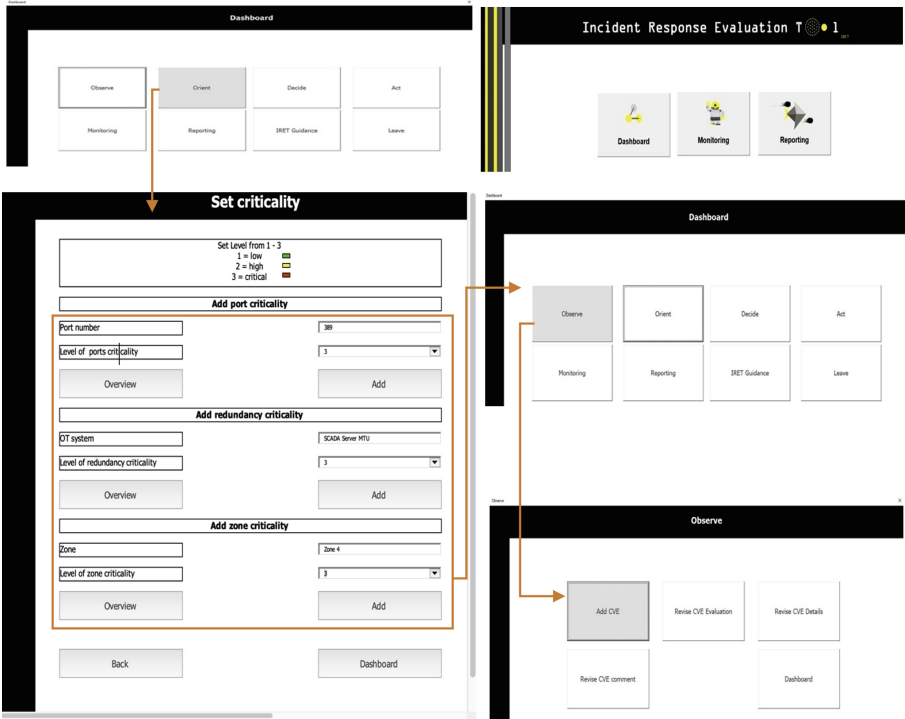 Dashboard
Dashboard
Observe
Orient
Decide
Act
Monitoring
Reporting
IRET Guidance
Leave
Incident Response Evaluation T l
IRET
Dashboard
Monitoring
Reporting
Set criticality
Set Level from 1 - 3
1 = low
2 = high
3 = critical
Add port criticality
Port number
389
Level of ports criticality
3
Overview
Add
Add redundancy criticality
OT system
SCADA Server MTU
Level of redundancy criticality
3
Overview
Add
Add zone criticality
Zone
Zone 4
Level of zone criticality
3
Overview
Add
Back
Dashboard
Dashboard
Dashboard
Observe
Orient
Decide
Act
Monitoring
Reporting
IRET Guidance
Leave
Observe
Observe
Add CVE
Revise CVE Evaluation
Revise CVE Details
Revise CVE comment
Dashboard